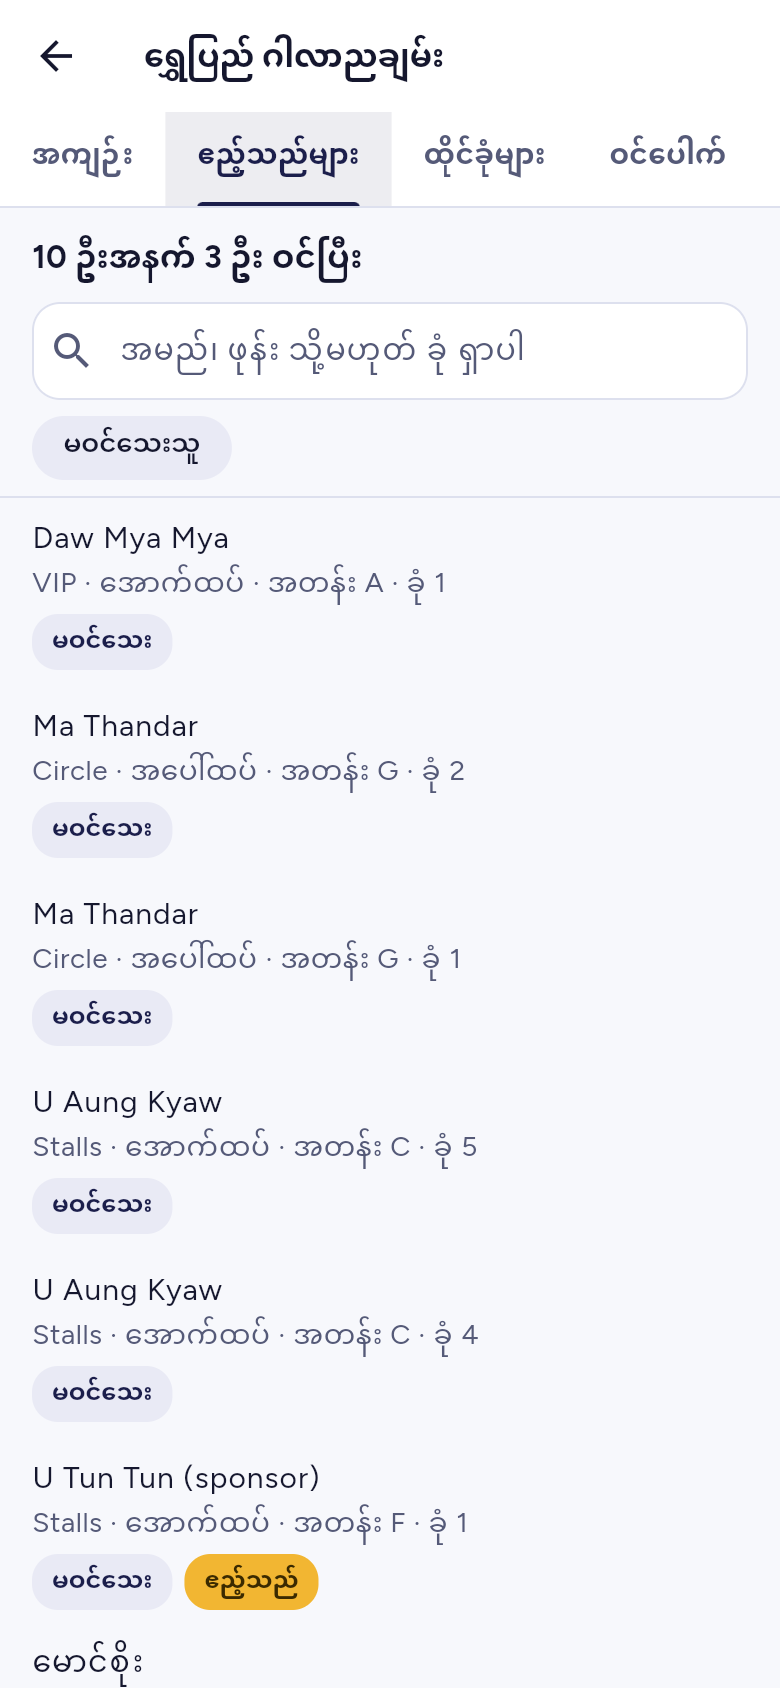 ရွှေပြည် ဂါလာညချမ်း
အကျဉ်း ဧည့်သည်များ ထိုင်ခုံများ ဝင်ပေါက်
10 ဦးအနက် 3 ဦး ဝင်ပြီး
အမည်၊ ဖုန်း သို့မဟုတ် ခုံ ရှာပါ
မဝင်သေးသူ
Daw Mya Mya
VIP · အောက်ထပ် · အတန်း A · ခုံ 1
မဝင်သေး
Ma Thandar
Circle · အပေါ်ထပ် · အတန်း G · ခုံ 2
မဝင်သေး
Ma Thandar
Circle · အပေါ်ထပ် · အတန်း G · ခုံ 1
မဝင်သေး
U Aung Kyaw
Stalls · အောက်ထပ် · အတန်း C · ခုံ 5
မဝင်သေး
U Aung Kyaw
Stalls · အောက်ထပ် · အတန်း C · ခုံ 4
မဝင်သေး
U Tun Tun (sponsor)
Stalls · အောက်ထပ် · အတန်း F · ခုံ 1
မဝင်သေး ဧည့်သည်
မောင်စိုး